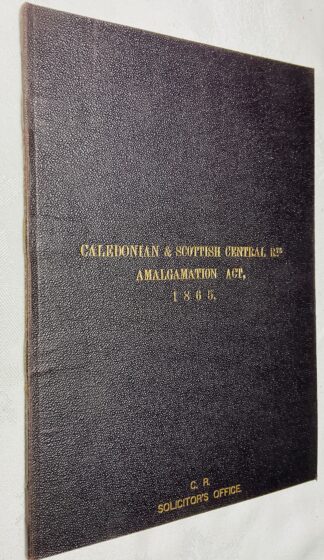 CALEDONIAN & SCOTTISH CENTRAL RYS
AMALGAMATION ACT,
1865.
C. R.
SOLICITOR'S OFFICE